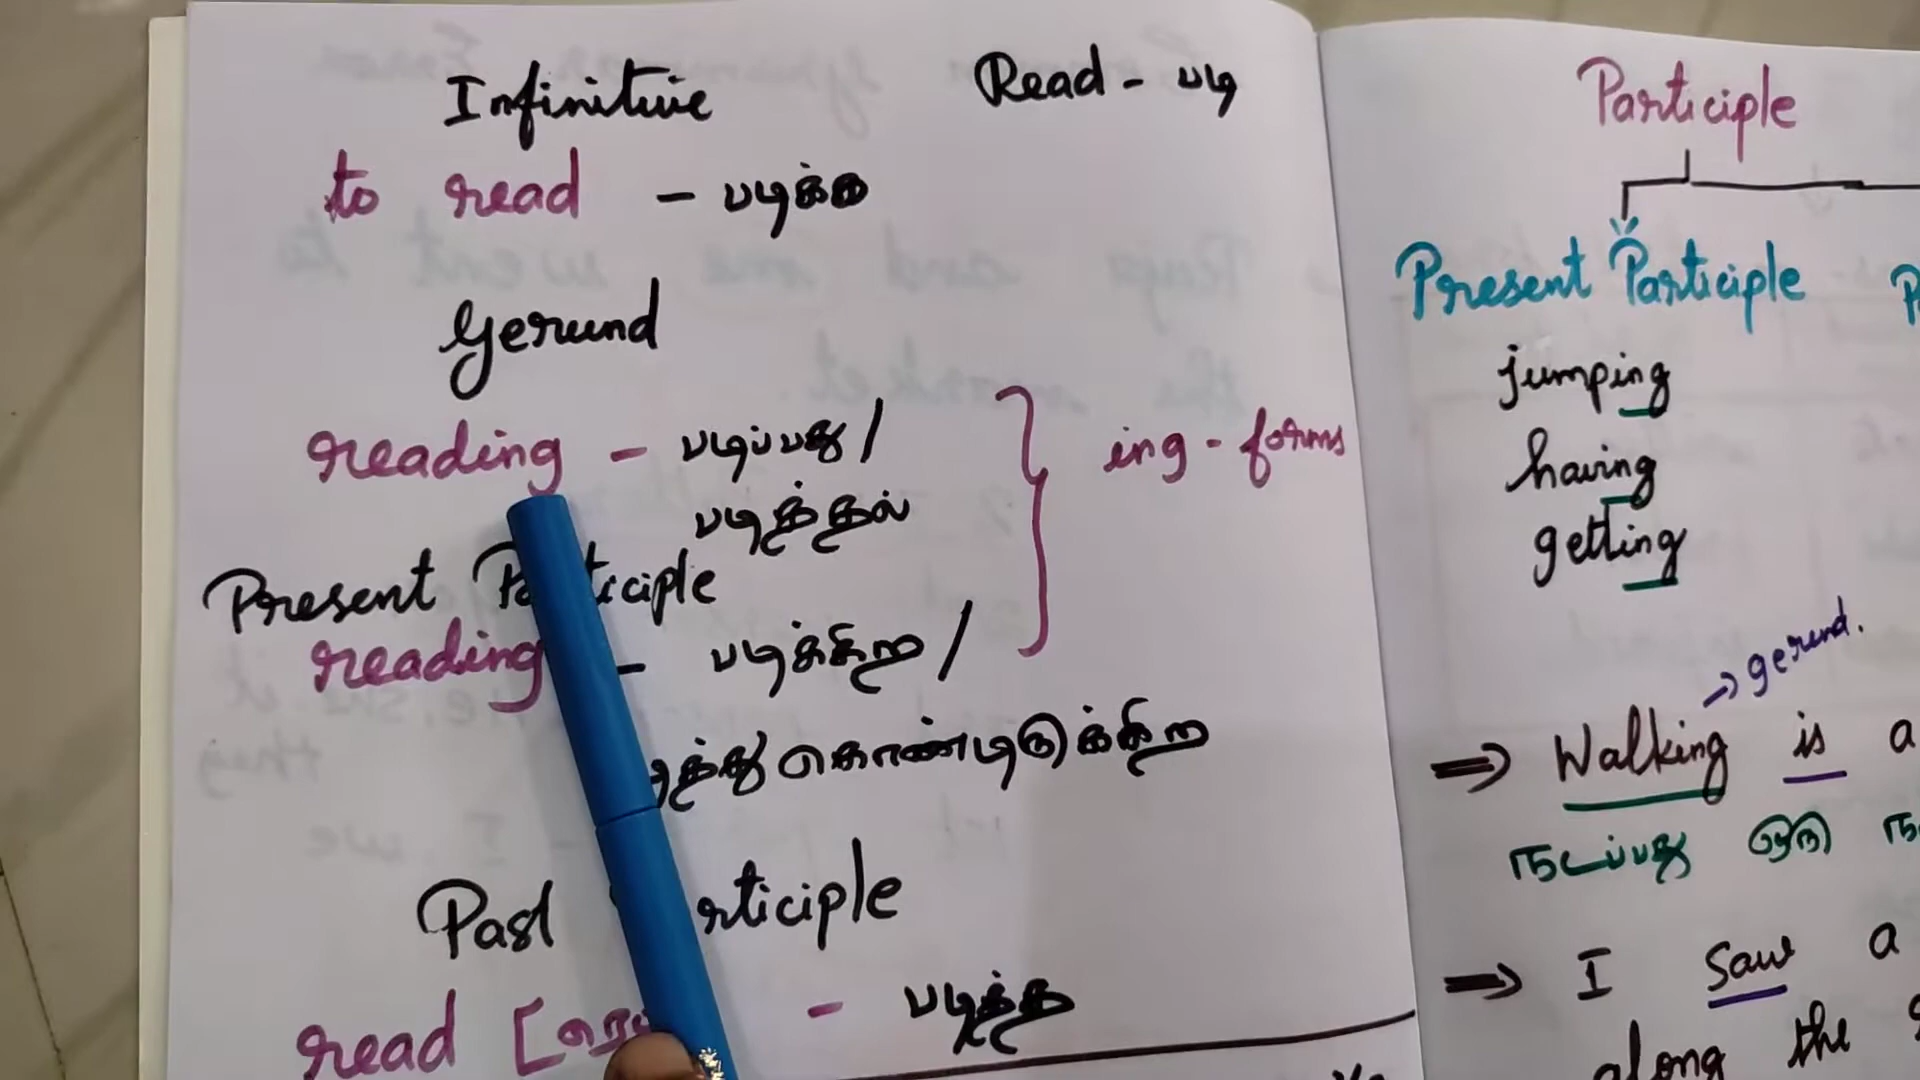 Infinitive Read - படி
to read - படிக்க
Gerund
reading - படிப்பது /
படித்தல்
ing - forms
Present Participle
reading - படிக்கிற /
கொண்டிருக்கிற
Past
read - படித்த
Participle
Present Participle
jumping
having
getting
→ gerund.
⇒ Walking is a
நடப்பது ஒரு
⇒ I saw a
along the